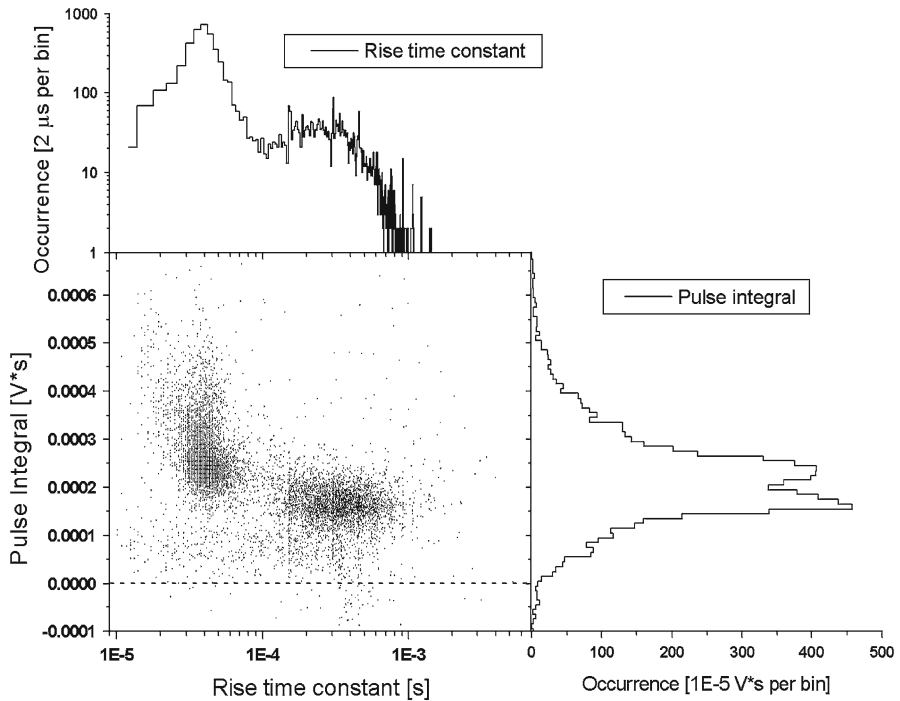 1000
100
10
1
Occurrence [2 μs per bin]
Rise time constant
0.0006
0.0005
0.0004
0.0003
0.0002
0.0001
0.0000
-0.0001
Pulse Integral [V*s]
1E-5
1E-4
1E-3
Rise time constant [s]
Pulse integral
0
100
200
300
400
500
Occurrence [1E-5 V*s per bin]